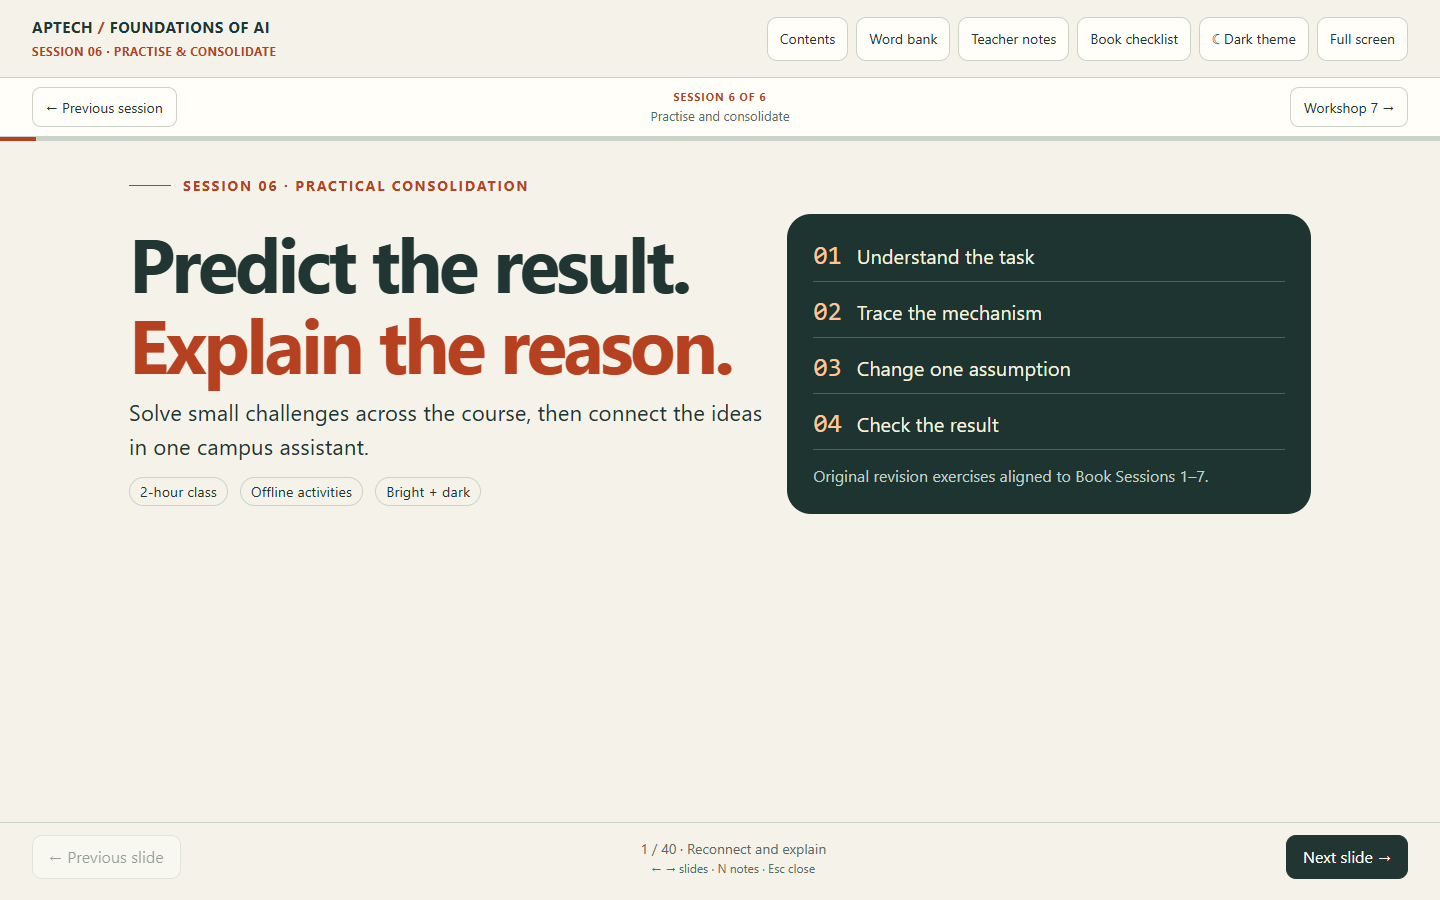 APTECH / FOUNDATIONS OF AI
SESSION 06 · PRACTISE & CONSOLIDATE
Contents
Word bank
Teacher notes
Book checklist
☾ Dark theme
Full screen
← Previous session
SESSION 6 OF 6
Practise and consolidate
Workshop 7 →
SESSION 06 · PRACTICAL CONSOLIDATION
Predict the result.
Explain the reason.
Solve small challenges across the course, then connect the ideas
in one campus assistant.
2-hour class
Offline activities
Bright + dark
01 Understand the task
02 Trace the mechanism
03 Change one assumption
04 Check the result
Original revision exercises aligned to Book Sessions 1–7.
← Previous slide
1 / 40 · Reconnect and explain
← → slides · N notes · Esc close
Next slide →